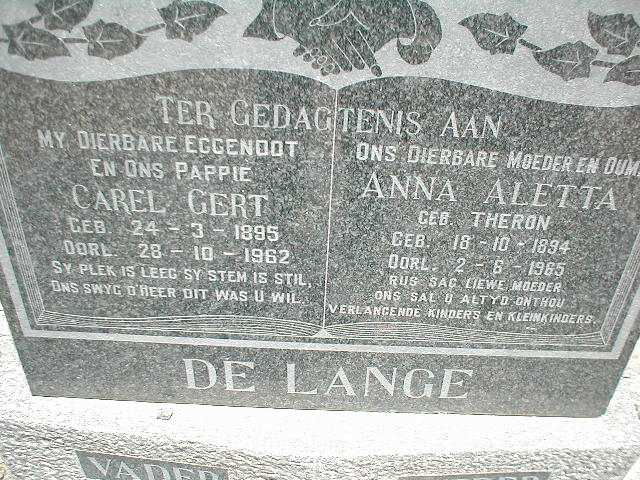 TER GEDAGTENIS AAN
MY DIERBARE EGGENOOT
EN ONS PAPPIE
CAREL GERT
GEB. 24-3-1895
OORL. 28-10-1962
SY PLEK IS LEEG SY STEM IS STIL,
ONS SWYG O'HEER DIT WAS U WIL.
ONS DIERBARE MOEDER EN OUMA
ANNA ALETTA
GEB. THERON
GEB. 18-10-1894
OORL. 2-6-1965
RUS SAG LIEWE MOEDER
ONS SAL U ALTYD ONTHOU
VERLANGENDE KINDERS EN KLEINKINDERS.
DE LANGE
VADER